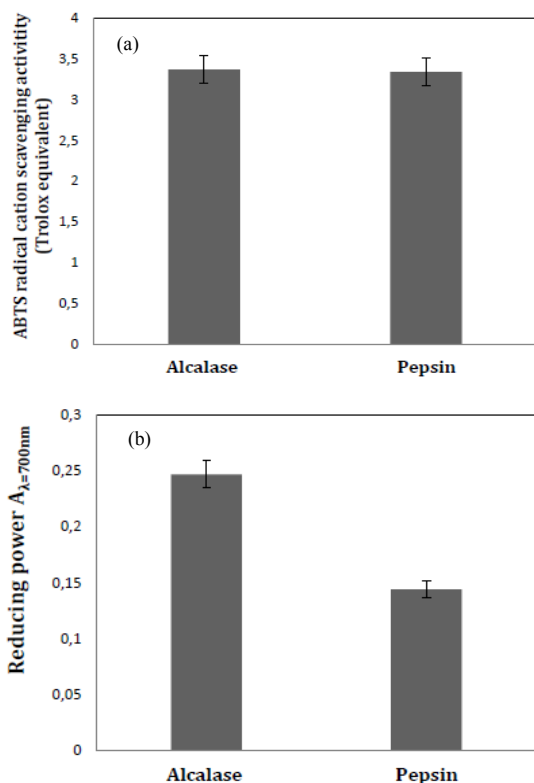 (a)
ABTS radical cation scavenging activitity
(Trolox equivalent)
4
3,5
3
2,5
2
1,5
1
0,5
0
Alcalase
Pepsin
(b)
Reducing power Aλ=700nm
0,3
0,25
0,2
0,15
0,1
0,05
0
Alcalase
Pepsin